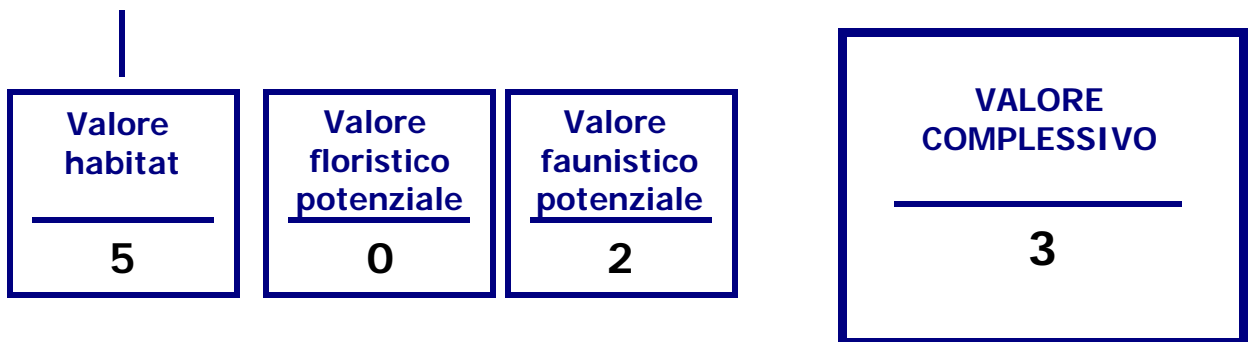 Valore
habitat
5
Valore
floristico
potenziale
0
Valore
faunistico
potenziale
2
VALORE
COMPLESSIVO
3